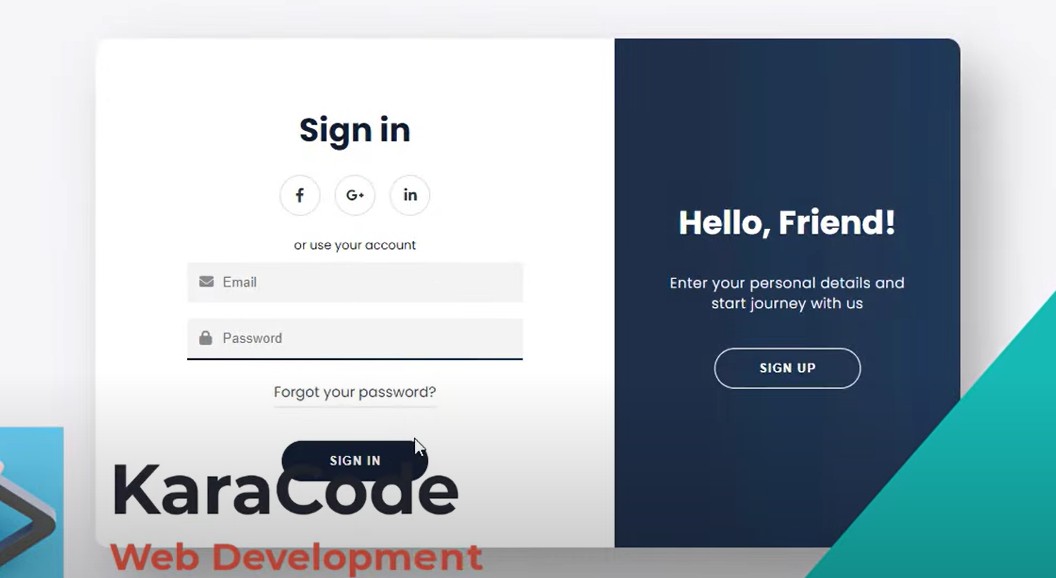 Sign in
f
G+
in
or use your account
Email
Password
Forgot your password?
SIGN IN
Hello, Friend!
Enter your personal details and
start journey with us
SIGN UP
KaraCode
Web Development